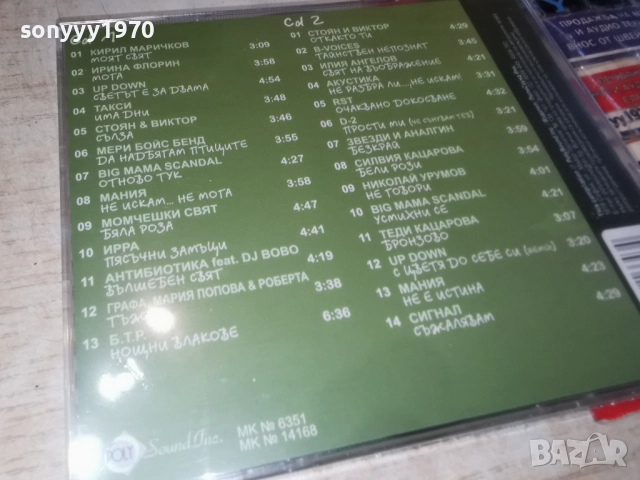 sonyyy1970
Cd 2
01 КИРИЛ МАРИЧКОВ 3:09
МОЯТ СВЯТ
02 ИРИНА ФЛОРИН 3:58
МОГА
03 UP DOWN 4:54
СВЕТЪТ Е ЗА ДВАМА
04 ТАКСИ 3:48
ИМА ДНИ
05 СТОЯН & ВИКТОР 3:46
СЪЛЗА
06 МЕРИ БОЙС БЕНД 3:55
ДА НАДБЯГАМ ПТИЦИТЕ
07 BIG MAMA SCANDAL 4:27
ОТНОВО ТУК
08 МАНИЯ 3:58
НЕ ИСКАМ... НЕ МОГА
09 МОМЧЕШКИ СВЯТ 4:47
БЯЛА РОЗА
10 ИРРА 4:41
ПЯСЪЧНИ ЗАМЪЦИ
11 АНТИБИОТИКА feat. DJ BOBO 4:19
ВЪЛШЕБЕН СВЯТ
12 ГРАФА, МАРИЯ ПОПОВА & РОБЕРТА 3:38
13 Б.Т.Р. 6:36
НОЩНИ ВЛАКОВЕ
01 СТОЯН И ВИКТОР 4:29
ОТКАКТО ТИ
02 B-VOICES 3:45
ТАЙНСТВЕН НЕПОЗНАТ
03 ИЛИЯ АНГЕЛОВ 4:39
СВЯТ НА ВЪОБРАЖЕНИЕ
04 АКУСТИКА 3:31
НЕ РАЗБРА ЛИ...,НЕ ИСКАМ!
05 RST 4:32
ОЧАКВАНО ДОКОСВАНЕ
06 D-2 3:21
ПРОСТИ МИ
07 ЗВЕЗДИ И АНАЛГИН 3:59
БЕЗКРАЙ
08 СИЛВИЯ КАЦАРОВА 3:54
БЕЛИ РОЗИ
09 НИКОЛАЙ УРУМОВ 4:01
НЕ ГОВОРИ
10 BIG MAMA SCANDAL 4:21
УСМИХНИ СЕ
11 ТЕДИ КАЦАРОВА 3:07
БРОНЗОВО
12 UP DOWN 3:20
С ЦВЕТЯ ДО СЕБЕ СИ (remix)
13 МАНИЯ 4:23
НЕ Е ИСТИНА
14 СИГНАЛ 4:29
СЪЖАЛЯВАМ
POLY Sound Inc.
МК № 6351
МК № 14168
BAZAR